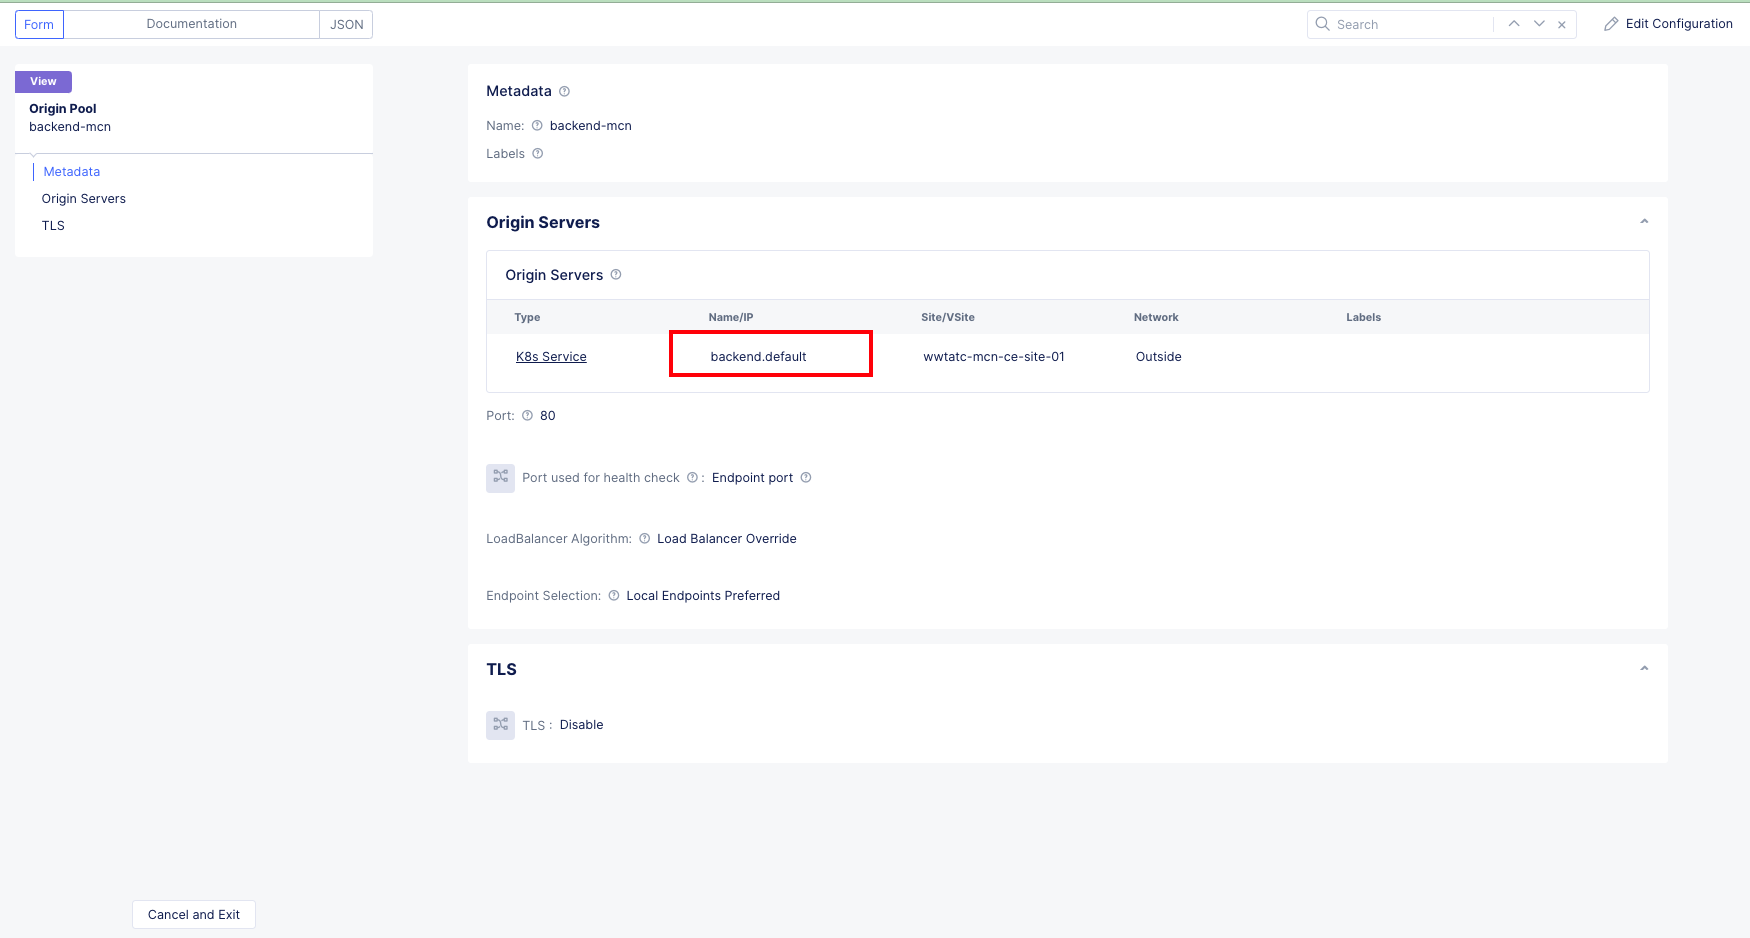 Form Documentation JSON Search Edit Configuration
View
Origin Pool
backend-mcn
Metadata
Origin Servers
TLS
Metadata
Name: backend-mcn
Labels
Origin Servers
Origin Servers
Type Name/IP Site/VSite Network Labels
K8s Service backend.default wwtatc-mcn-ce-site-01 Outside
Port: 80
Port used for health check : Endpoint port
LoadBalancer Algorithm: Load Balancer Override
Endpoint Selection: Local Endpoints Preferred
TLS
TLS : Disable
Cancel and Exit